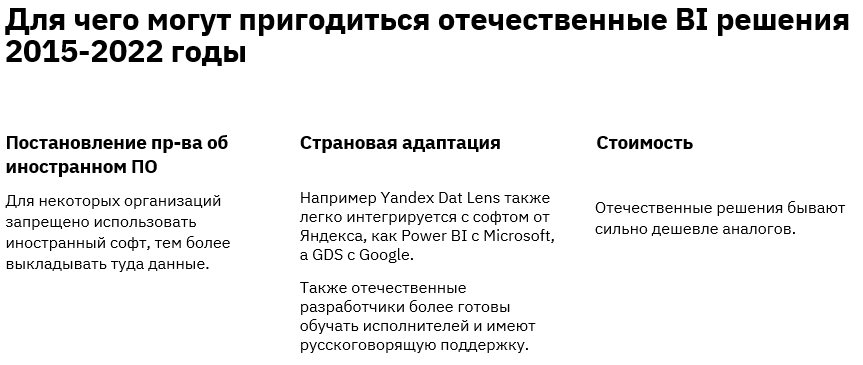 Для чего могут пригодиться отечественные BI решения
2015-2022 годы
Постановление пр-ва об
иностранном ПО
Для некоторых организаций
запрещено использовать
иностранный софт, тем более
выкладывать туда данные.
Страновая адаптация
Например Yandex Dat Lens также
легко интегрируется с софтом от
Яндекса, как Power BI с Microsoft,
а GDS с Google.
Также отечественные
разработчики более готовы
обучать исполнителей и имеют
русскоговорящую поддержку.
Стоимость
Отечественные решения бывают
сильно дешевле аналогов.